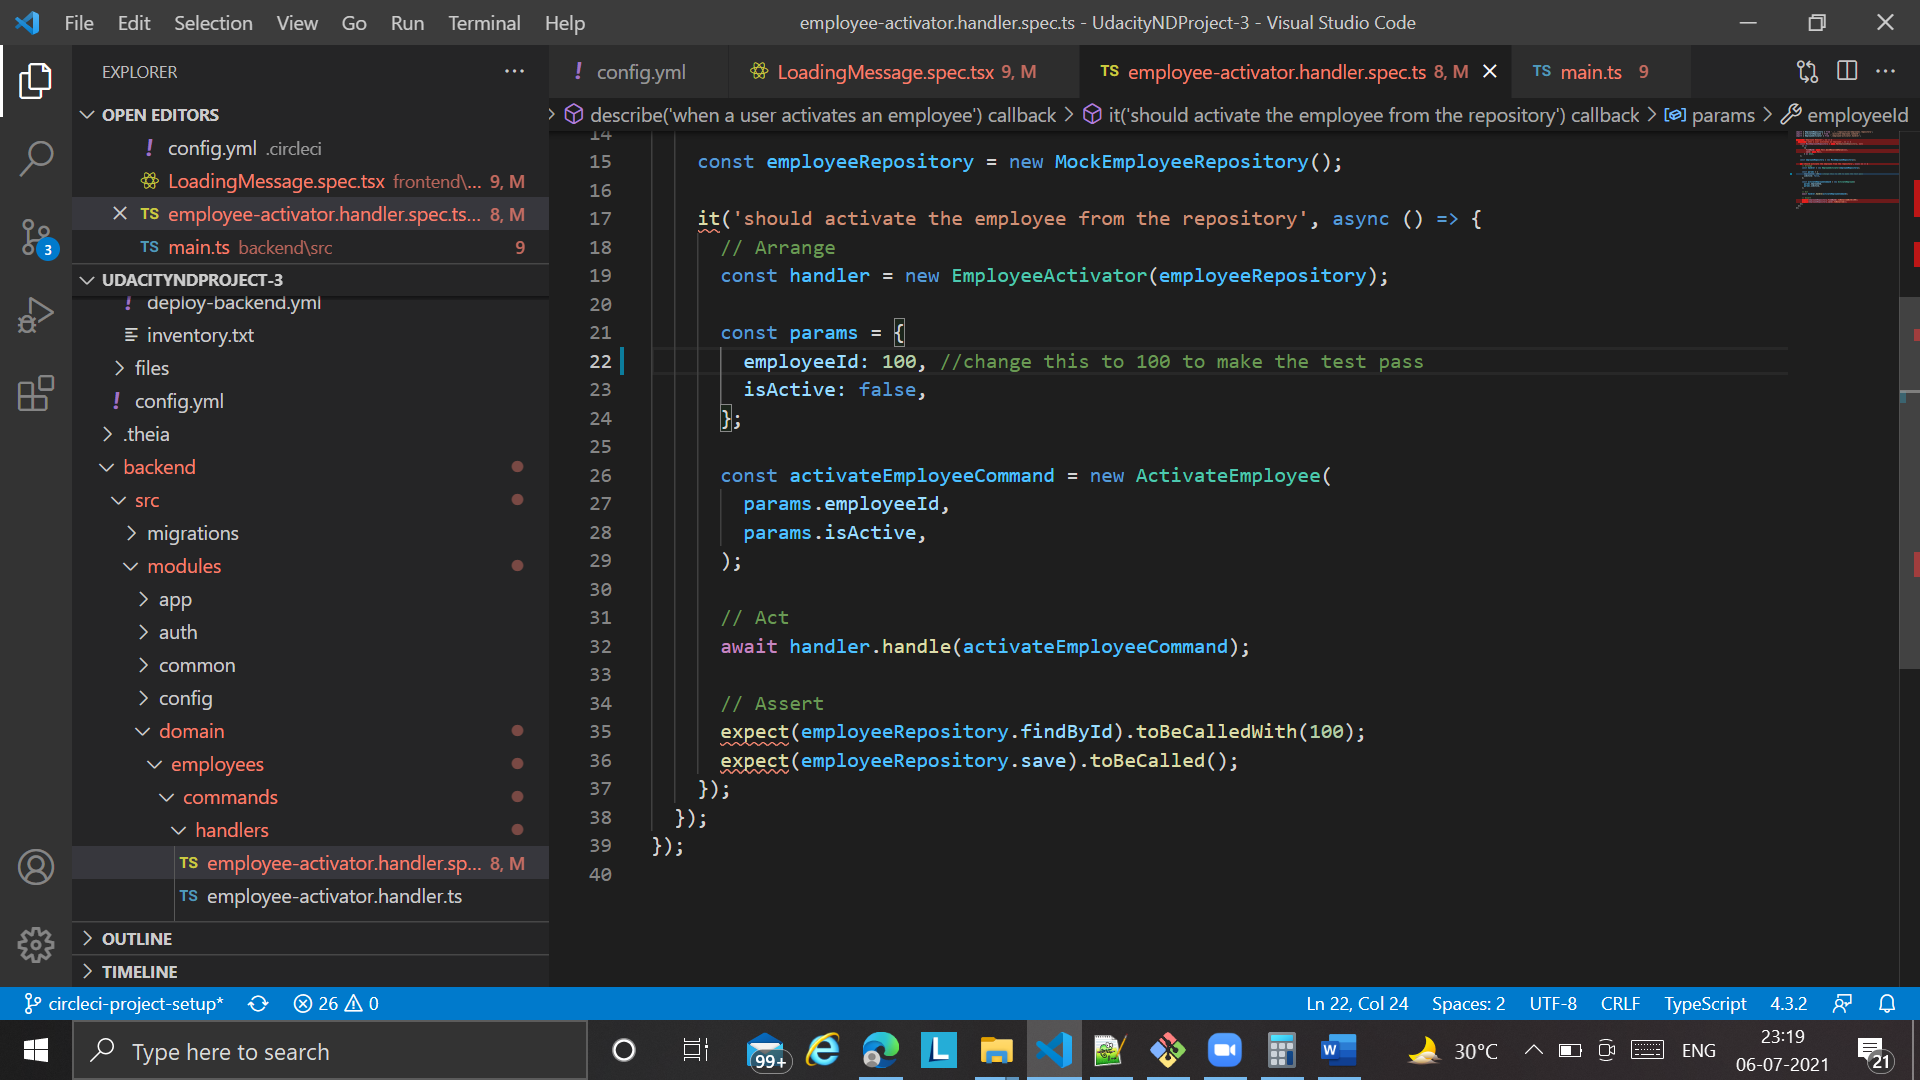 File Edit Selection View Go Run Terminal Help
employee-activator.handler.spec.ts - UdacityNDProject-3 - Visual Studio Code
EXPLORER
OPEN EDITORS
! config.yml .circleci
LoadingMessage.spec.tsx frontend\... 9, M
TS employee-activator.handler.spec.ts... 8, M
TS main.ts backend\src 9
UDACITYNDPROJECT-3
! deploy-backend.yml
inventory.txt
files
! config.yml
.theia
backend
src
migrations
modules
app
auth
common
config
domain
employees
commands
handlers
TS employee-activator.handler.sp... 8, M
TS employee-activator.handler.ts
OUTLINE
TIMELINE
3
! config.yml
LoadingMessage.spec.tsx 9, M
TS employee-activator.handler.spec.ts 8, M
TS main.ts 9
describe('when a user activates an employee') callback > it('should activate the employee from the repository') callback > params > employeeId
14
15 const employeeRepository = new MockEmployeeRepository();
16
17 it('should activate the employee from the repository', async () => {
18 // Arrange
19 const handler = new EmployeeActivator(employeeRepository);
20
21 const params = {
22 employeeId: 100, //change this to 100 to make the test pass
23 isActive: false,
24 };
25
26 const activateEmployeeCommand = new ActivateEmployee(
27 params.employeeId,
28 params.isActive,
29 );
30
31 // Act
32 await handler.handle(activateEmployeeCommand);
33
34 // Assert
35 expect(employeeRepository.findById).toBeCalledWith(100);
36 expect(employeeRepository.save).toBeCalled();
37 });
38 });
39 });
40
circleci-project-setup* 26 0
Ln 22, Col 24 Spaces: 2 UTF-8 CRLF TypeScript 4.3.2
Type here to search
99+
L
W
30°C
ENG
23:19
06-07-2021
21